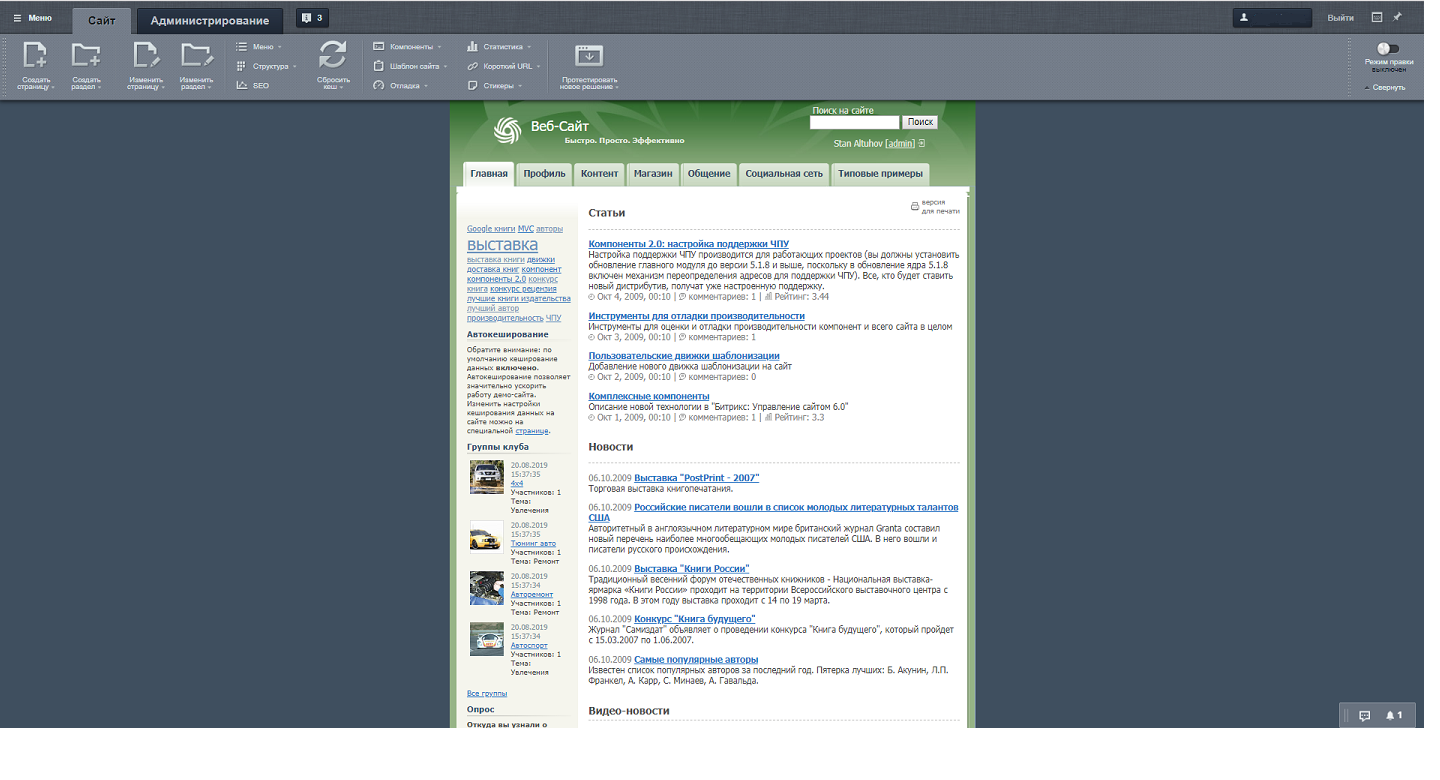 Меню
Сайт
Администрирование
3
Выйти
Создать страницу
Создать раздел
Изменить страницу
Изменить раздел
Меню
Структура
SEO
Сбросить кеш
Компоненты
Шаблон сайта
Отладка
Статистика
Короткий URL
Стикеры
Протестировать новое решение
Режим правки выключен
Свернуть
Веб-Сайт
Быстро. Просто. Эффективно
Поиск на сайте
Поиск
Stan Altuhov [admin]
Главная
Профиль
Контент
Магазин
Общение
Социальная сеть
Типовые примеры
Google книги MVC авторы
выставка
выставка книги движки
доставка книг компонент
компоненты 2.0 конкурс
книга конкурс рецензия
лучшие книги издательства
лучший автор
производительность ЧПУ
Автокеширование
Обратите внимание: по
умолчанию кеширование
данных включено.
Автокеширование позволяет
значительно ускорить
работу демо-сайта.
Изменить настройки
кеширования данных на
сайте можно на
специальной странице.
Группы клуба
20.08.2019
15:37:35
4x4
Участников: 1
Тема:
Увлечения
20.08.2019
15:37:35
Тюнинг авто
Участников: 1
Тема: Ремонт
20.08.2019
15:37:34
Авторемонт
Участников: 1
Тема: Ремонт
20.08.2019
15:37:34
Автоспорт
Участников: 1
Тема:
Увлечения
Все группы
Опрос
Откуда вы узнали о
версия
для печати
Статьи
Компоненты 2.0: настройка поддержки ЧПУ
Настройка поддержки ЧПУ производится для работающих проектов (вы должны установить
обновление главного модуля до версии 5.1.8 и выше, поскольку в обновление ядра 5.1.8
включен механизм переопределения адресов для поддержки ЧПУ). Все, кто будет ставить
новый дистрибутив, получат уже настроенную поддержку.
Окт 4, 2009, 00:10 | комментариев: 1 | Рейтинг: 3.44
Инструменты для отладки производительности
Инструменты для оценки и отладки производительности компонент и всего сайта в целом
Окт 3, 2009, 00:10 | комментариев: 1
Пользовательские движки шаблонизации
Добавление нового движка шаблонизации на сайт
Окт 2, 2009, 00:10 | комментариев: 0
Комплексные компоненты
Описание новой технологии в "Битрикс: Управление сайтом 6.0"
Окт 1, 2009, 00:10 | комментариев: 1 | Рейтинг: 3.3
Новости
06.10.2009 Выставка "PostPrint - 2007"
Торговая выставка книгопечатания.
06.10.2009 Российские писатели вошли в список молодых литературных талантов
США
Авторитетный в англоязычном литературном мире британский журнал Granta составил
новый перечень наиболее многообещающих молодых писателей США. В него вошли и
писатели русского происхождения.
06.10.2009 Выставка "Книги России"
Традиционный весенний форум отечественных книжников - Национальная выставка-
ярмарка «Книги России» проходит на территории Всероссийского выставочного центра с
1998 года. В этом году выставка проходит с 14 по 19 марта.
06.10.2009 Конкурс "Книга будущего"
Журнал "Самиздат" объявляет о проведении конкурса "Книга будущего", который пройдет
с 15.03.2007 по 1.06.2007.
06.10.2009 Самые популярные авторы
Известен список популярных авторов за последний год. Пятерка лучших: Б. Акунин, Л.П.
Франкел, А. Карр, С. Минаев, А. Гавальда.
Видео-новости
1